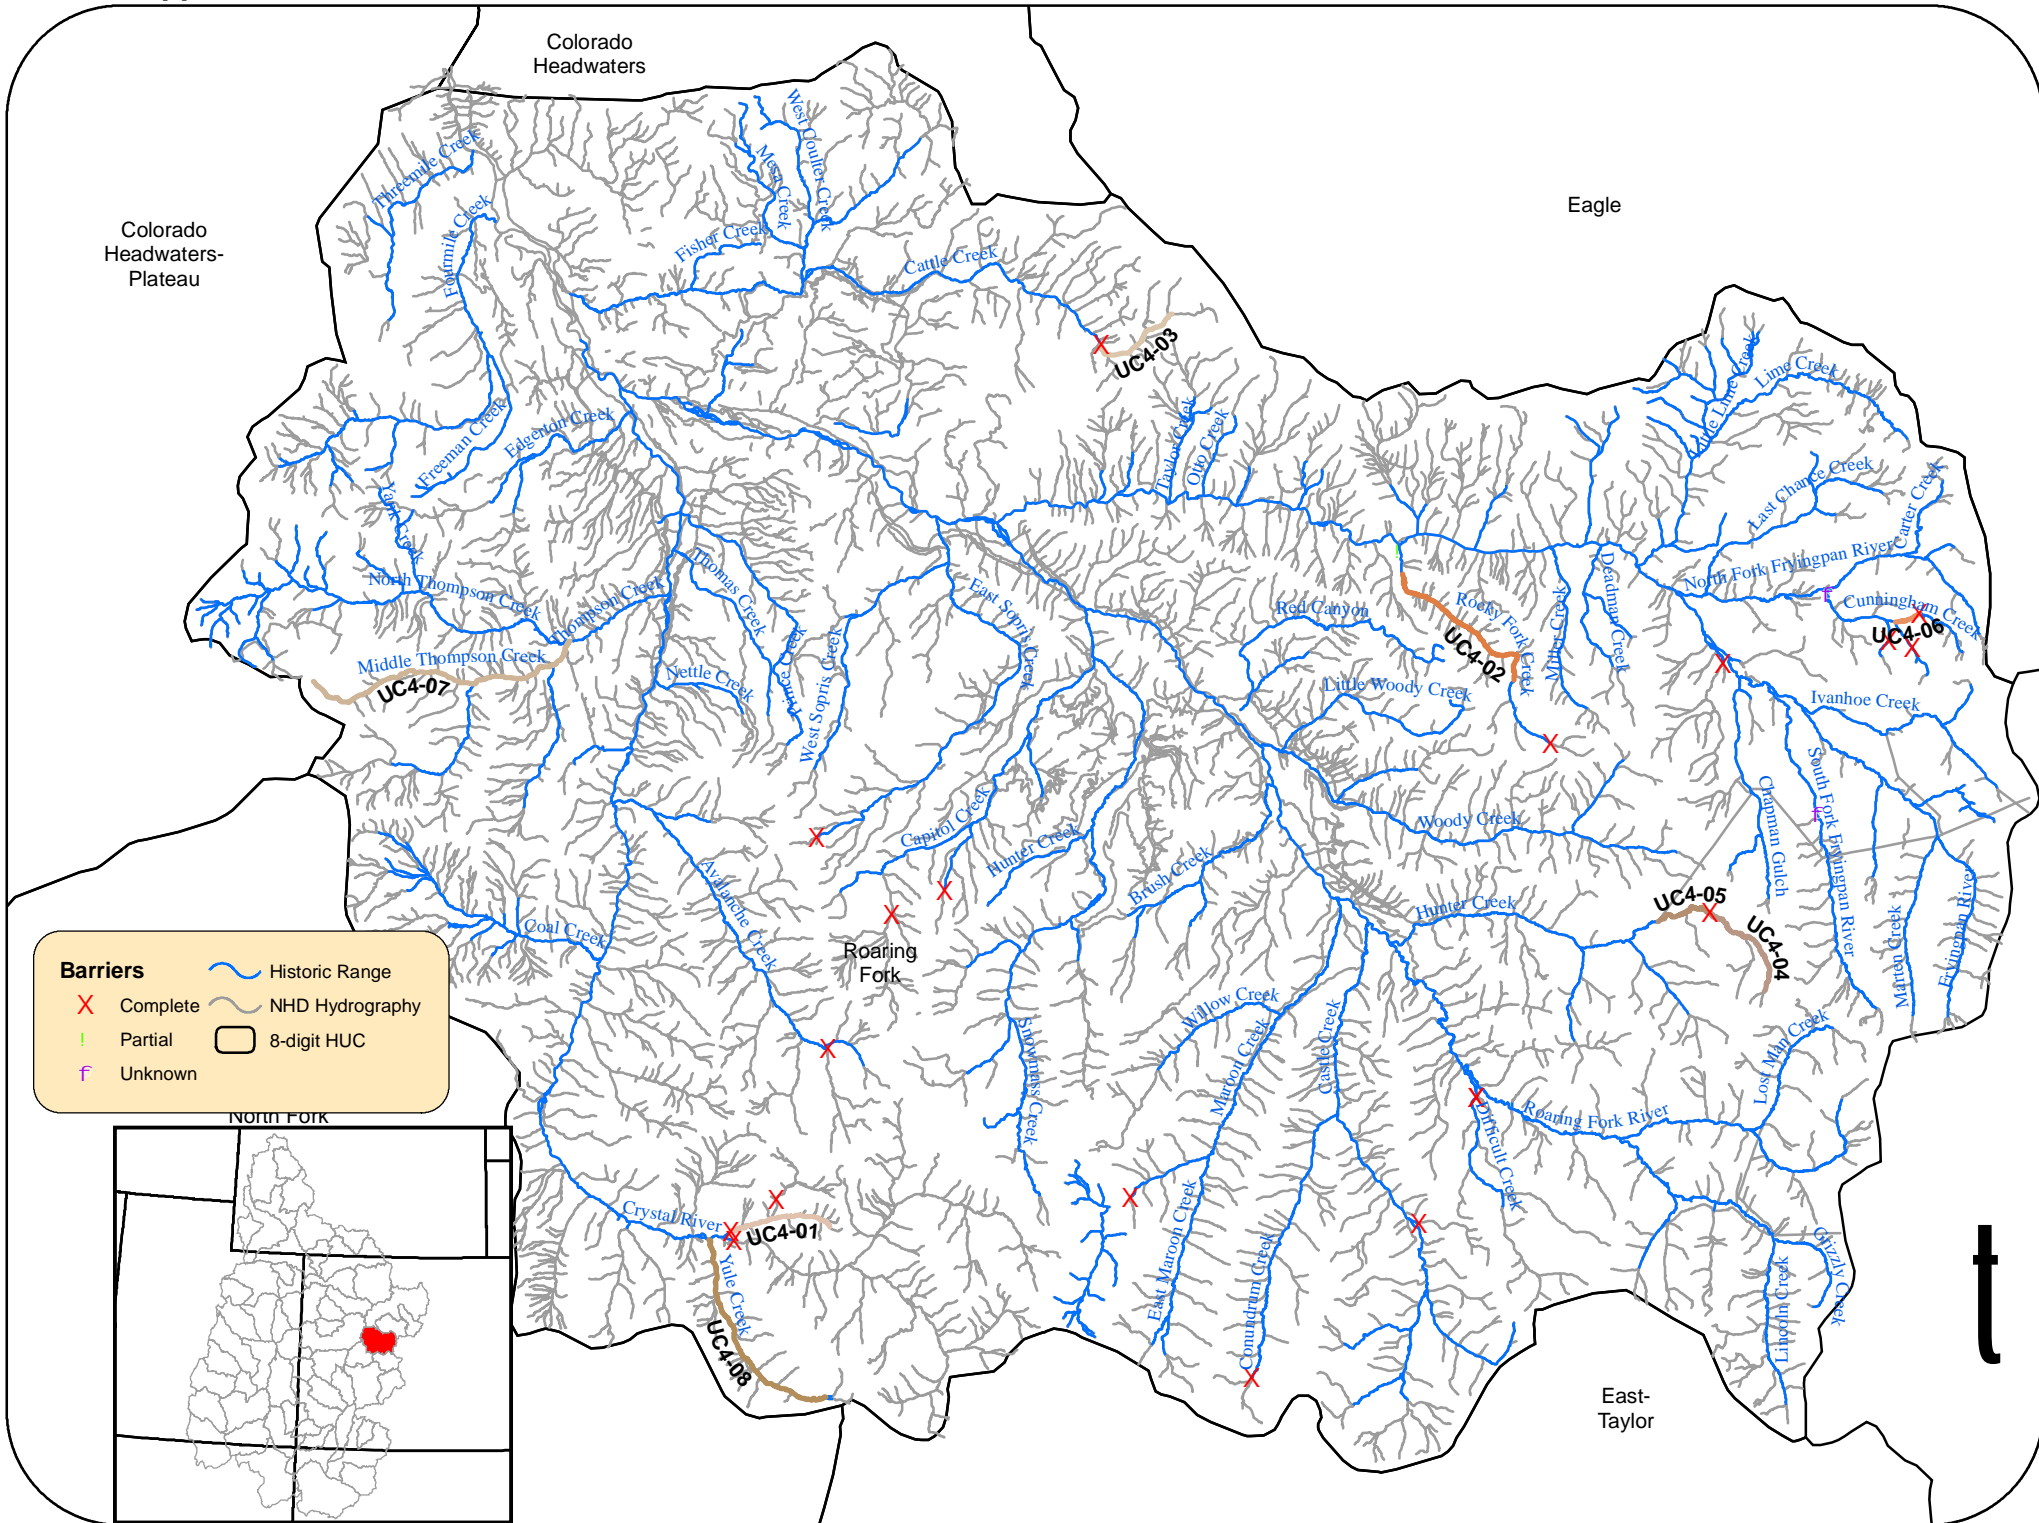 Colorado
Headwaters
Eagle
Colorado
Headwaters-
Plateau
Threemile Creek
Fourmile Creek
West Coulter Creek
Mesa Creek
Fisher Creek
Cattle Creek
UC4-03
Little Lime Creek
Lime Creek
Freeman Creek
Edgerton Creek
Taylor Creek
Otto Creek
Last Chance Creek
Carter Creek
Yank Creek
North Thompson Creek
Thompson Creek
Thomas Creek
Prince Creek
East Sopris Creek
West Sopris Creek
Red Canyon
Rocky Fork Creek
UC4-02
Miller Creek
Deadman Creek
North Fork Fryingpan River
Cunningham Creek
UC4-06
Middle Thompson Creek
UC4-07
Nettle Creek
Little Woody Creek
Ivanhoe Creek
Capitol Creek
Hunter Creek
Brush Creek
Woody Creek
Chapman Gulch
South Fork Fryingpan River
Marten Creek
Fryingpan River
Avalanche Creek
Coal Creek
Hunter Creek
UC4-05
UC4-04
Roaring
Fork
Barriers
Historic Range
Complete
NHD Hydrography
Partial
8-digit HUC
Unknown
North Fork
Willow Creek
Maroon Creek
Castle Creek
Snowmass Creek
Lost Man Creek
Roaring Fork River
Difficult Creek
Crystal River
UC4-01
Yule Creek
UC4-08
East Maroon Creek
Conundrum Creek
Lincoln Creek
Grizzly Creek
East-
Taylor
t